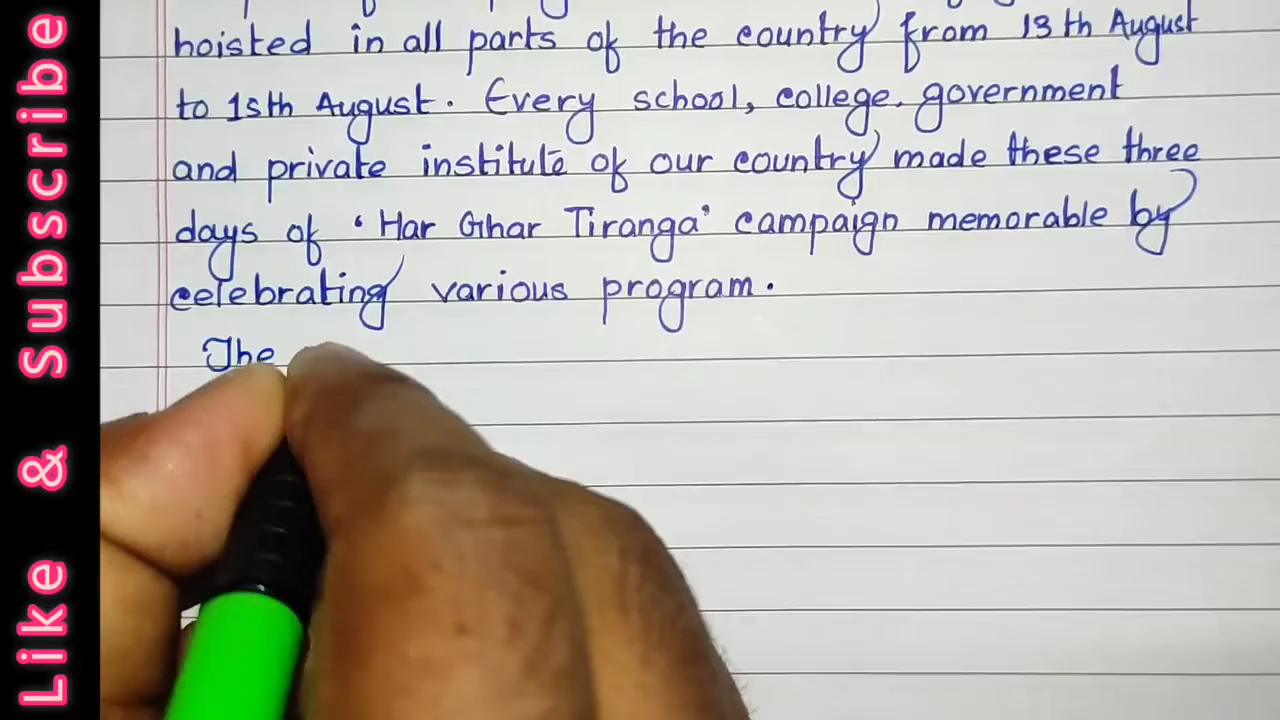 hoisted in all parts of the country from 13 th August
to 15th August. Every school, college. government
and private institute of our country made these three
days of ‘Har Ghar Tiranga’ campaign memorable by
celebrating various program.
The
Like & Subscribe